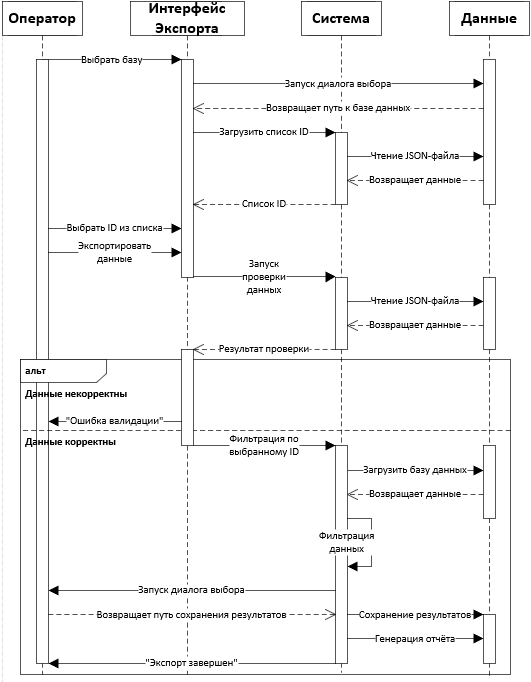 Оператор
Интерфейс
Экспорта
Система
Данные
Выбрать базу
Запуск диалога выбора
Возвращает путь к базе данных
Загрузить список ID
Чтение JSON-файла
Возвращает данные
Список ID
Выбрать ID из списка
Экспортировать
данные
Запуск
проверки
данных
Чтение JSON-файла
Возвращает данные
Результат проверки
альт
Данные некорректны
"Ошибка валидации"
Данные корректны
Фильтрация по
выбранному ID
Загрузить базу данных
Возвращает данные
Фильтрация
данных
Запуск диалога выбора
Возвращает путь сохранения результатов
Сохранение результатов
Генерация отчёта
"Экспорт завершен"